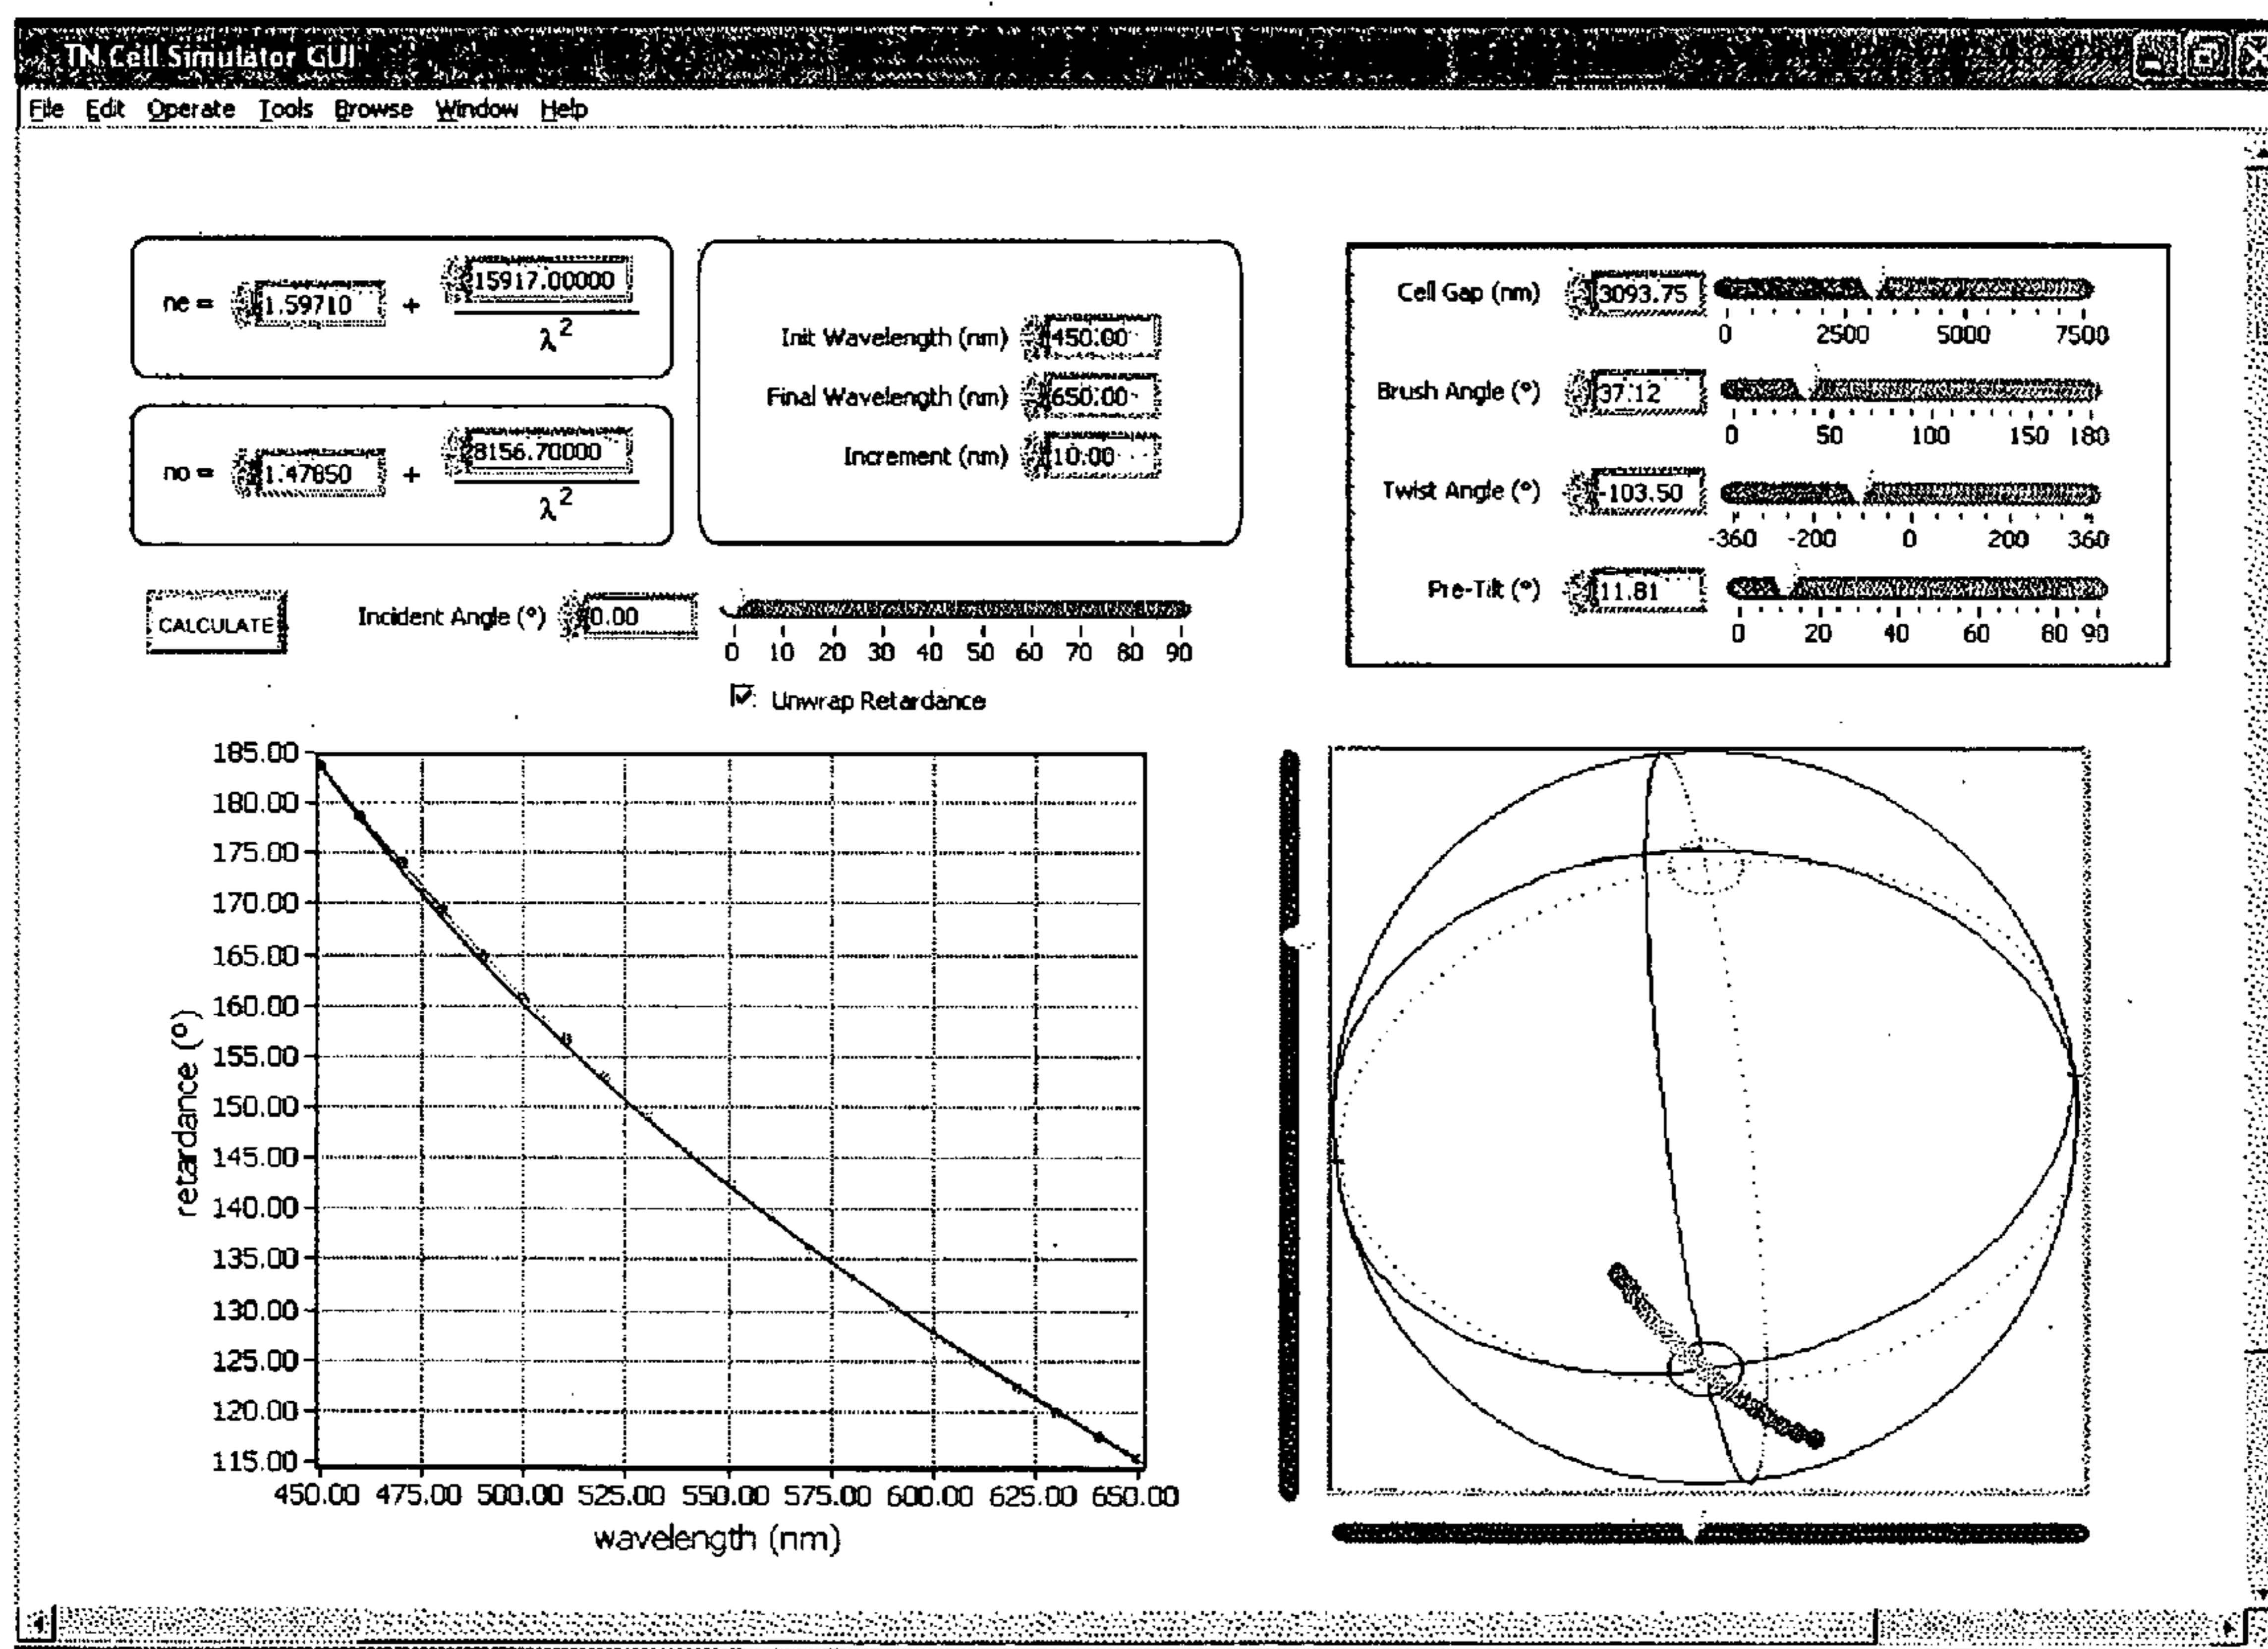 TN Cell Simulator GUI
File Edit Operate Tools Browse Window Help
ne = 1.59710 + 15917.00000
λ2
no = 1.47850 + 8156.70000
λ2
Init Wavelength (nm) 450.00
Final Wavelength (nm) 650.00
Increment (nm) 10.00
Cell Gap (nm) 3093.75
0 2500 5000 7500
Brush Angle (°) 37.12
0 50 100 150 180
Twist Angle (°) -103.50
-360 -200 0 200 360
Pre-Tilt (°) 11.81
0 20 40 60 80 90
CALCULATE
Incident Angle (°) 0.00
0 10 20 30 40 50 60 70 80 90
Unwrap Retardance
185.00
180.00
175.00
170.00
165.00
160.00
155.00
150.00
145.00
140.00
135.00
130.00
125.00
120.00
115.00
retardance (°)
450.00 475.00 500.00 525.00 550.00 575.00 600.00 625.00 650.00
wavelength (nm)